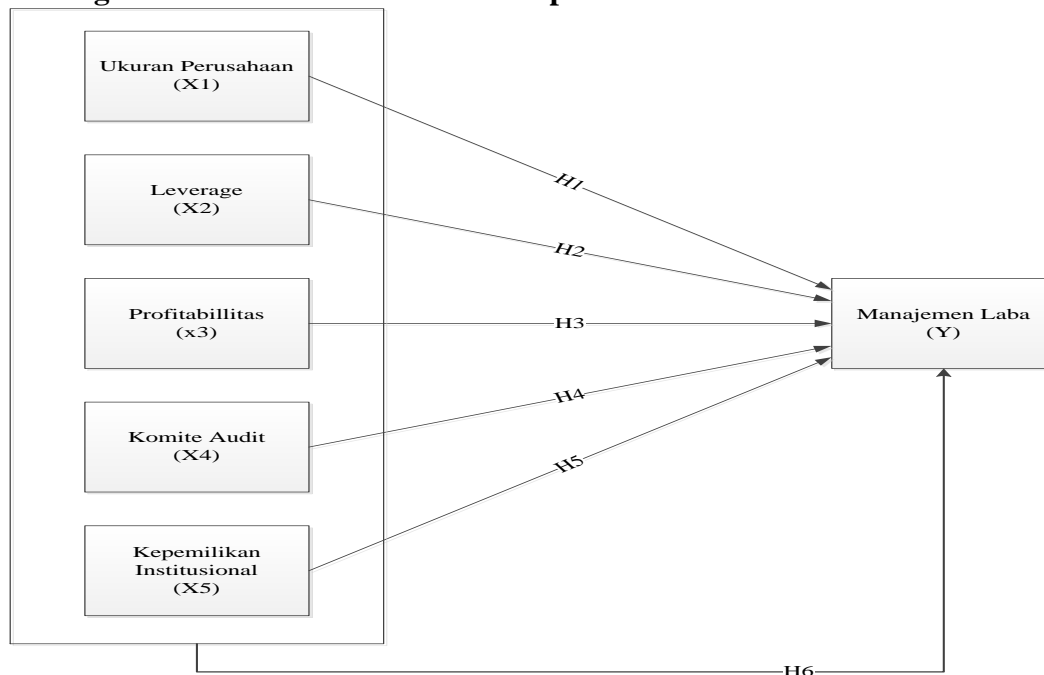 Ukuran Perusahaan
(X1)
Leverage
(X2)
Profitabillitas
(x3)
Komite Audit
(X4)
Kepemilikan
Institusional
(X5)
H1
H2
H3
H4
H5
Manajemen Laba
(Y)
H6